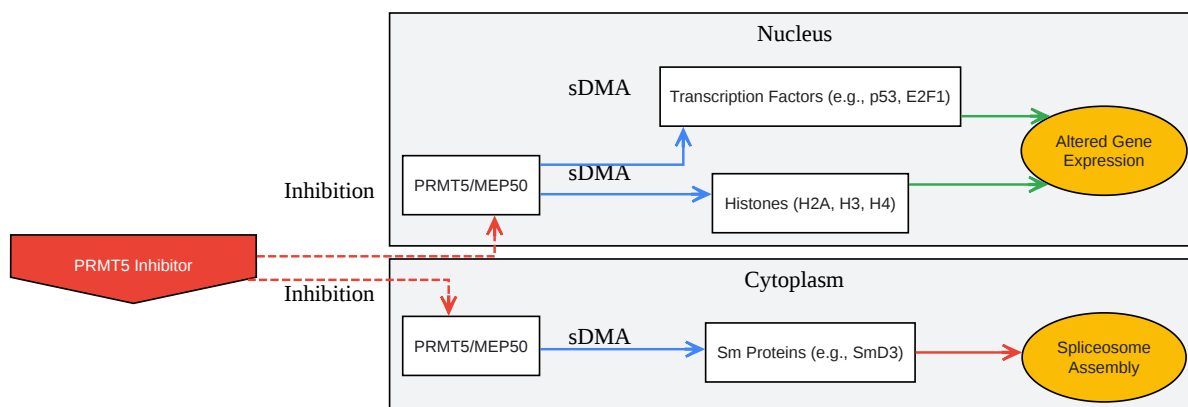 Nucleus
sDMA
Transcription Factors (e.g., p53, E2F1)
Altered Gene
Expression
PRMT5/MEP50
sDMA
Histones (H2A, H3, H4)
Inhibition
PRMT5 Inhibitor
Inhibition
Cytoplasm
PRMT5/MEP50
sDMA
Sm Proteins (e.g., SmD3)
Spliceosome
Assembly